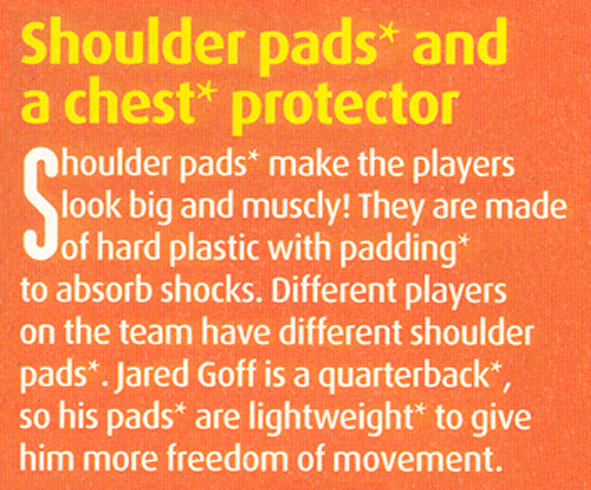 Shoulder pads* and
a chest* protector
Shoulder pads* make the players
look big and muscly! They are made
of hard plastic with padding*
to absorb shocks. Different players
on the team have different shoulder
pads*. Jared Goff is a quarterback*,
so his pads* are lightweight* to give
him more freedom of movement.